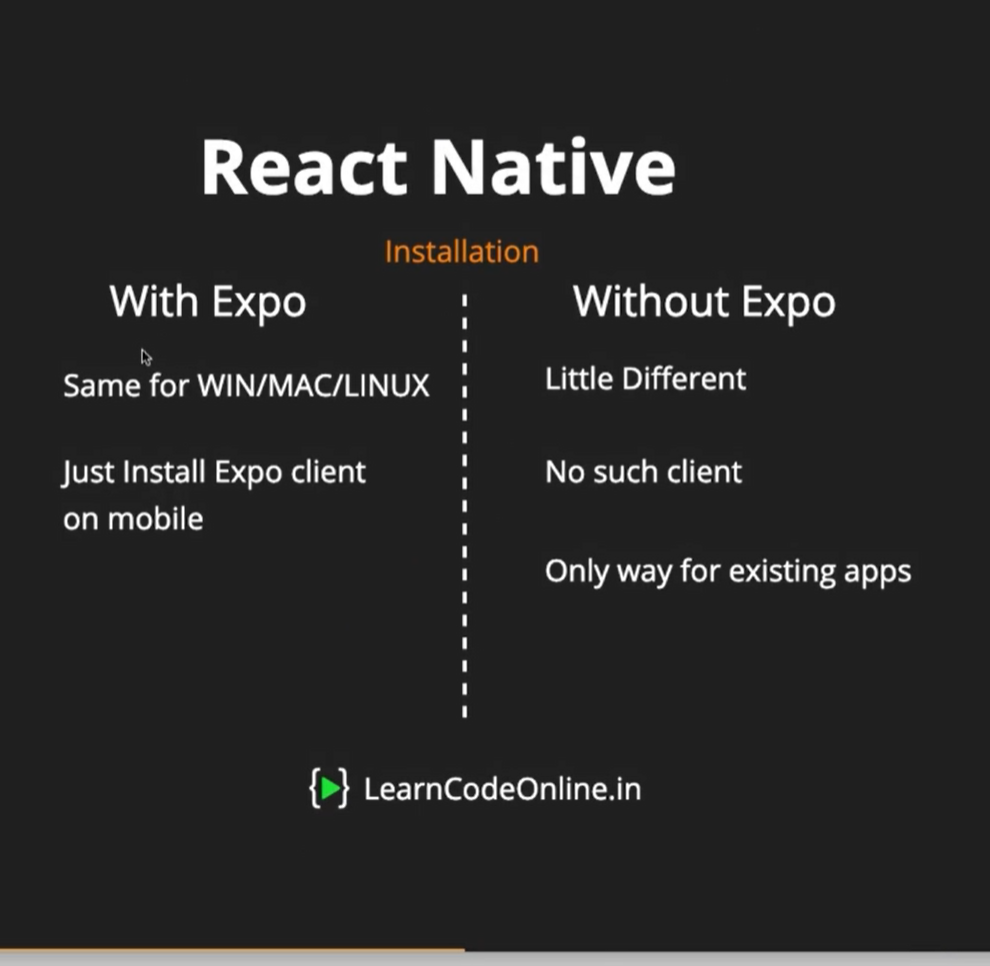 React Native
Installation
With Expo
Same for WIN/MAC/LINUX
Just Install Expo client
on mobile
Without Expo
Little Different
No such client
Only way for existing apps
LearnCodeOnline.in